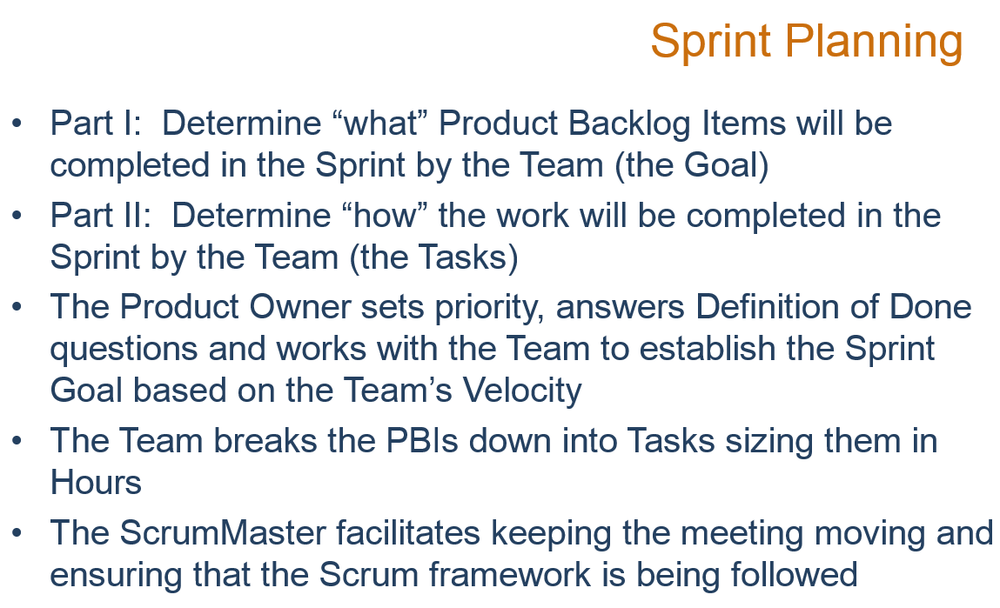 Sprint Planning
• Part I:  Determine “what” Product Backlog Items will be
completed in the Sprint by the Team (the Goal)
• Part II:  Determine “how” the work will be completed in the
Sprint by the Team (the Tasks)
• The Product Owner sets priority, answers Definition of Done
questions and works with the Team to establish the Sprint
Goal based on the Team’s Velocity
• The Team breaks the PBIs down into Tasks sizing them in
Hours
• The ScrumMaster facilitates keeping the meeting moving and
ensuring that the Scrum framework is being followed